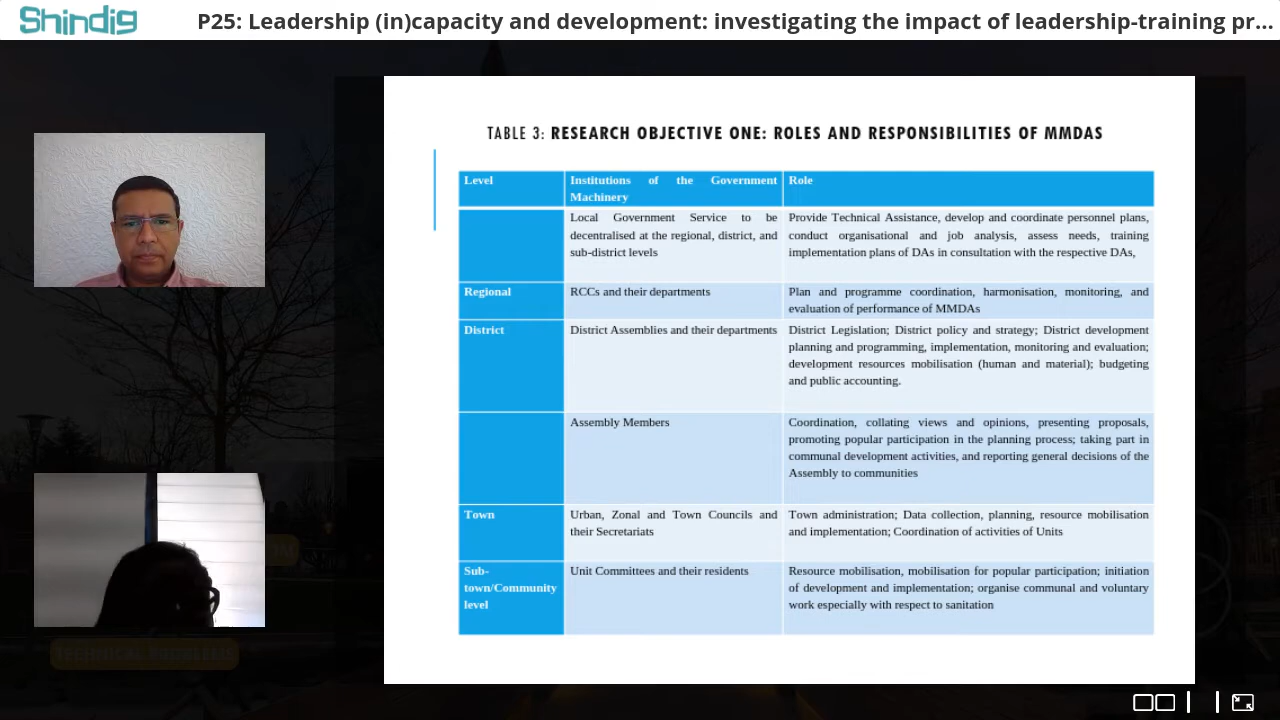 Shindig
P25: Leadership (in)capacity and development: investigating the impact of leadership-training pr...
TABLE 3: RESEARCH OBJECTIVE ONE: ROLES AND RESPONSIBILITIES OF MMDAS
Level
Institutions of the Government
Machinery
Role
Local Government Service to be
decentralised at the regional, district, and
sub-district levels
Provide Technical Assistance, develop and coordinate personnel plans,
conduct organisational and job analysis, assess needs, training
implementation plans of DAs in consultation with the respective DAs,
Regional
RCCs and their departments
Plan and programme coordination, harmonisation, monitoring, and
evaluation of performance of MMDAs
District
District Assemblies and their departments
District Legislation; District policy and strategy; District development
planning and programming, implementation, monitoring and evaluation;
development resources mobilisation (human and material); budgeting
and public accounting.
Assembly Members
Coordination, collating views and opinions, presenting proposals,
promoting popular participation in the planning process; taking part in
communal development activities, and reporting general decisions of the
Assembly to communities
Town
Urban, Zonal and Town Councils and
their Secretariats
Town administration; Data collection, planning, resource mobilisation
and implementation; Coordination of activities of Units
Sub-
town/Community
level
Unit Committees and their residents
Resource mobilisation, mobilisation for popular participation; initiation
of development and implementation; organise communal and voluntary
work especially with respect to sanitation